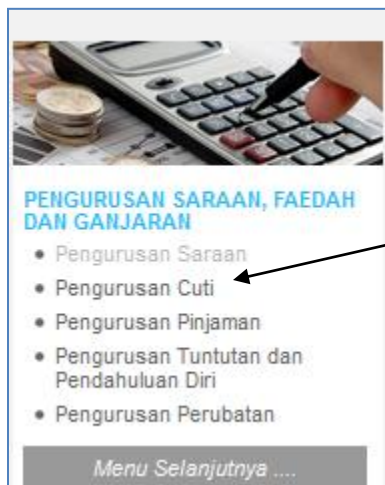 PENGURUSAN SARAAN, FAEDAH
DAN GANJARAN
Pengurusan Saraan
Pengurusan Cuti
Pengurusan Pinjaman
Pengurusan Tuntutan dan
Pendahuluan Diri
Pengurusan Perubatan
Menu Selanjutnya ....